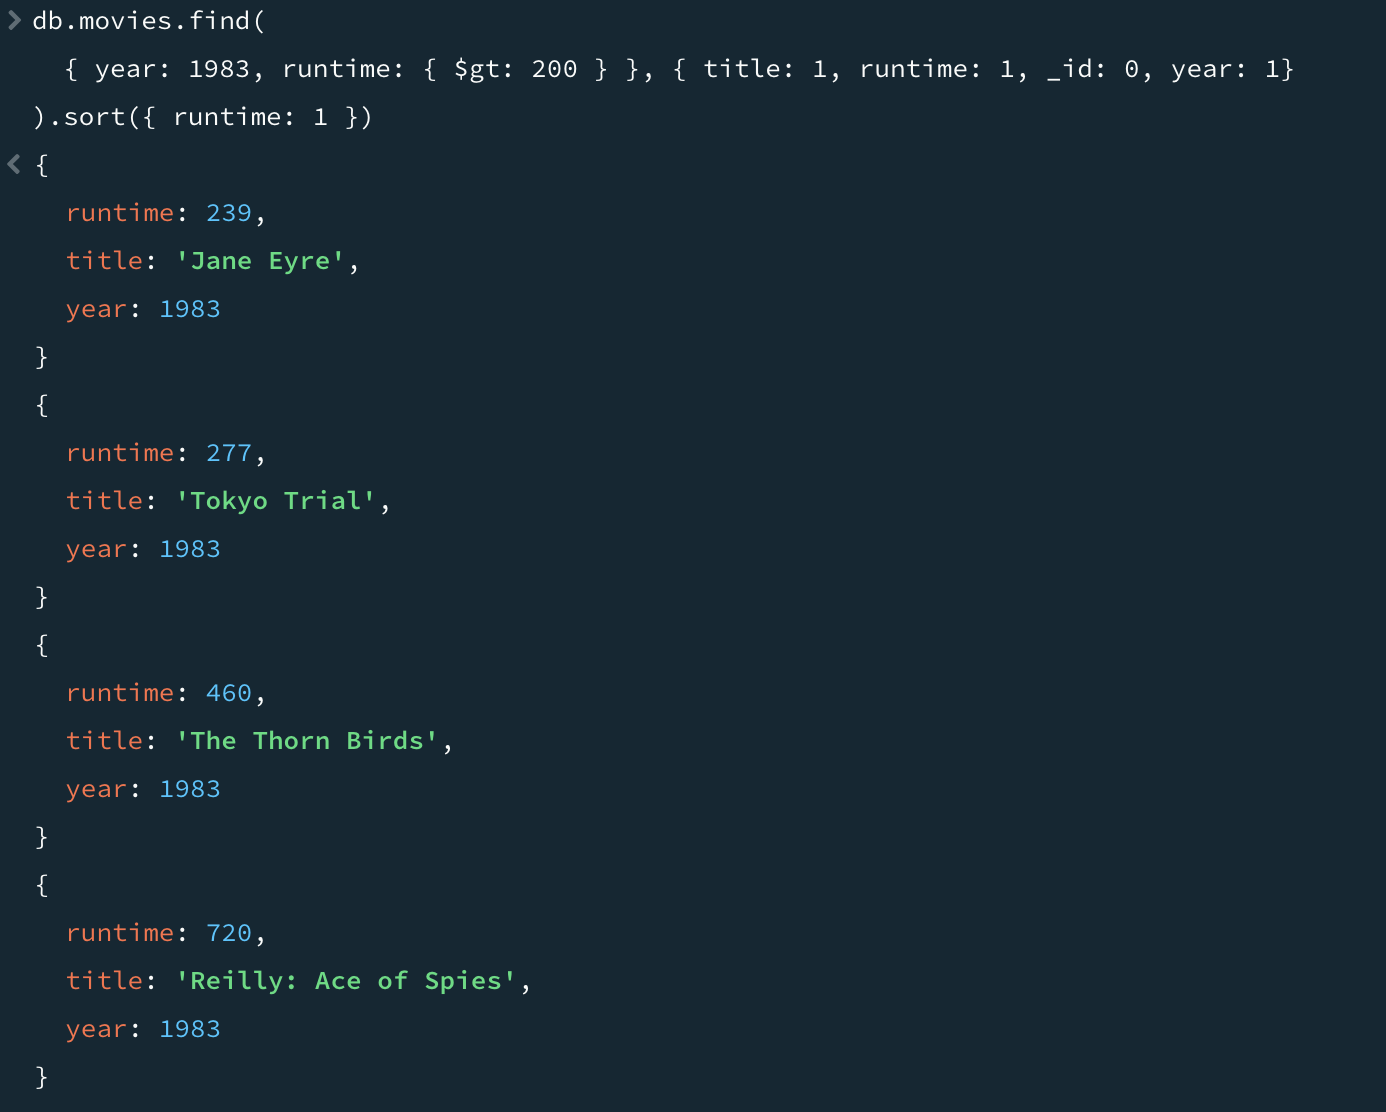 db.movies.find(
{ year: 1983, runtime: { $gt: 200 } }, { title: 1, runtime: 1, _id: 0, year: 1}
).sort({ runtime: 1 })
{
runtime: 239,
title: 'Jane Eyre',
year: 1983
}
{
runtime: 277,
title: 'Tokyo Trial',
year: 1983
}
{
runtime: 460,
title: 'The Thorn Birds',
year: 1983
}
{
runtime: 720,
title: 'Reilly: Ace of Spies',
year: 1983
}